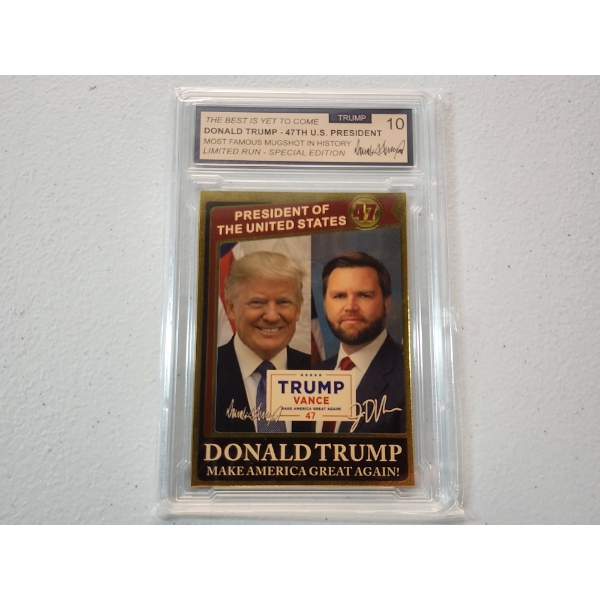 THE BEST IS YET TO COME
TRUMP
DONALD TRUMP - 47TH U.S. PRESIDENT
10
MOST FAMOUS MUGSHOT IN HISTORY
LIMITED RUN - SPECIAL EDITION
PRESIDENT OF
THE UNITED STATES
47
TRUMP
VANCE
MAKE AMERICA GREAT AGAIN!
47
DONALD TRUMP
MAKE AMERICA GREAT AGAIN!